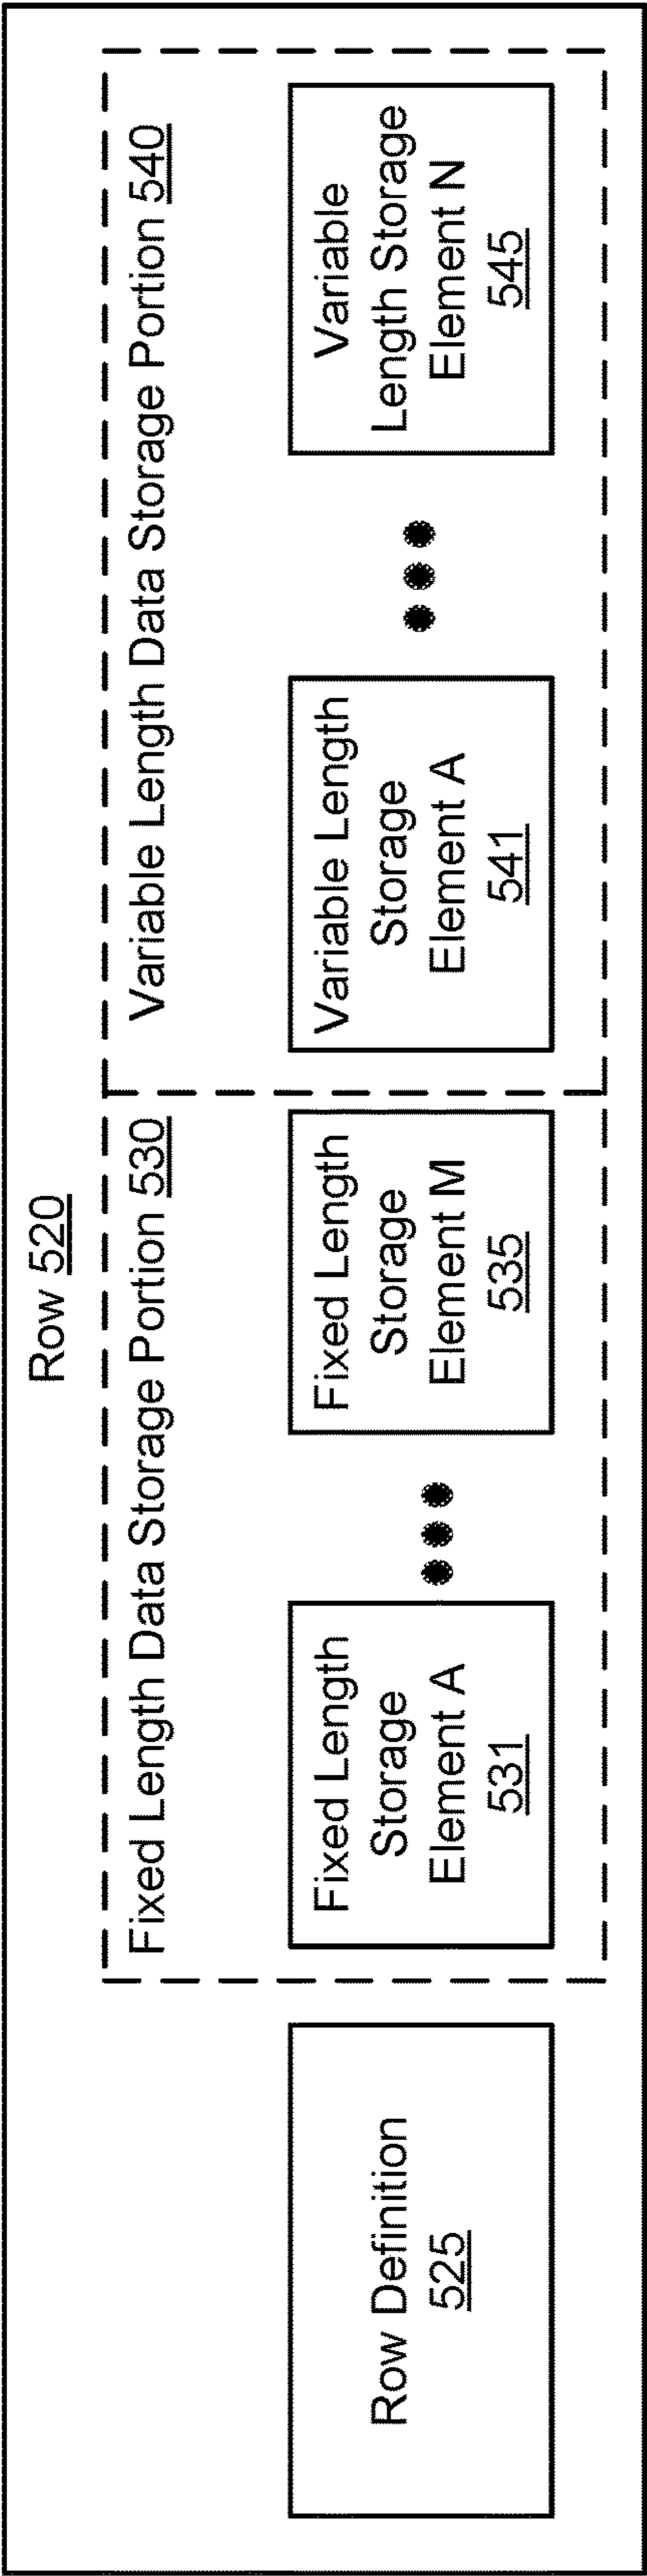 Row 520
Row Definition
525
Fixed Length Data Storage Portion 530
Fixed Length
Storage
Element A
531
Fixed Length
Storage
Element M
535
Variable Length Data Storage Portion 540
Variable Length
Storage
Element A
541
Variable
Length Storage
Element N
545